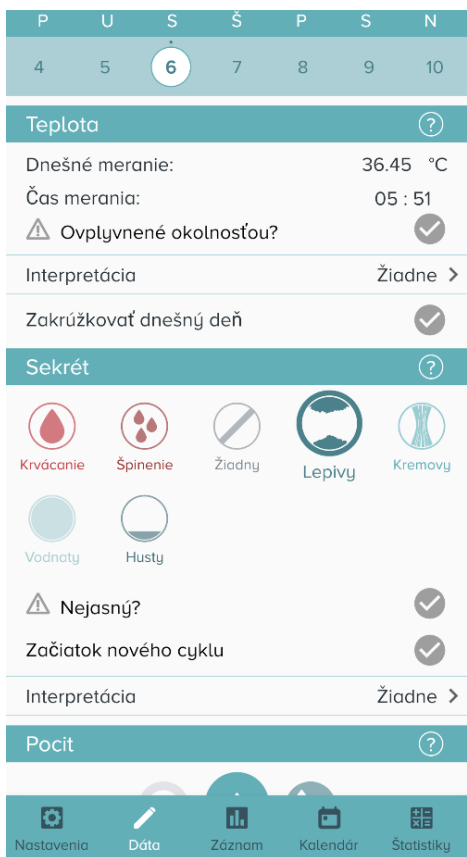 P U S Š P S N
4 5 6 7 8 9 10
Teplota ?
Dnešné meranie: 36.45 °C
Čas merania: 05 : 51
Ovplyvnené okolnosťou?
Interpretácia Žiadne >
Zakrúžkovať dnešný deň
Sekrét ?
Krvácanie Špinenie Žiadny Lepivy Kremovy
Vodnaty Husty
Nejasný?
Začiatok nového cyklu
Interpretácia Žiadne >
Pocit ?
Nastavenia Dáta Záznam Kalendár Štatistiky